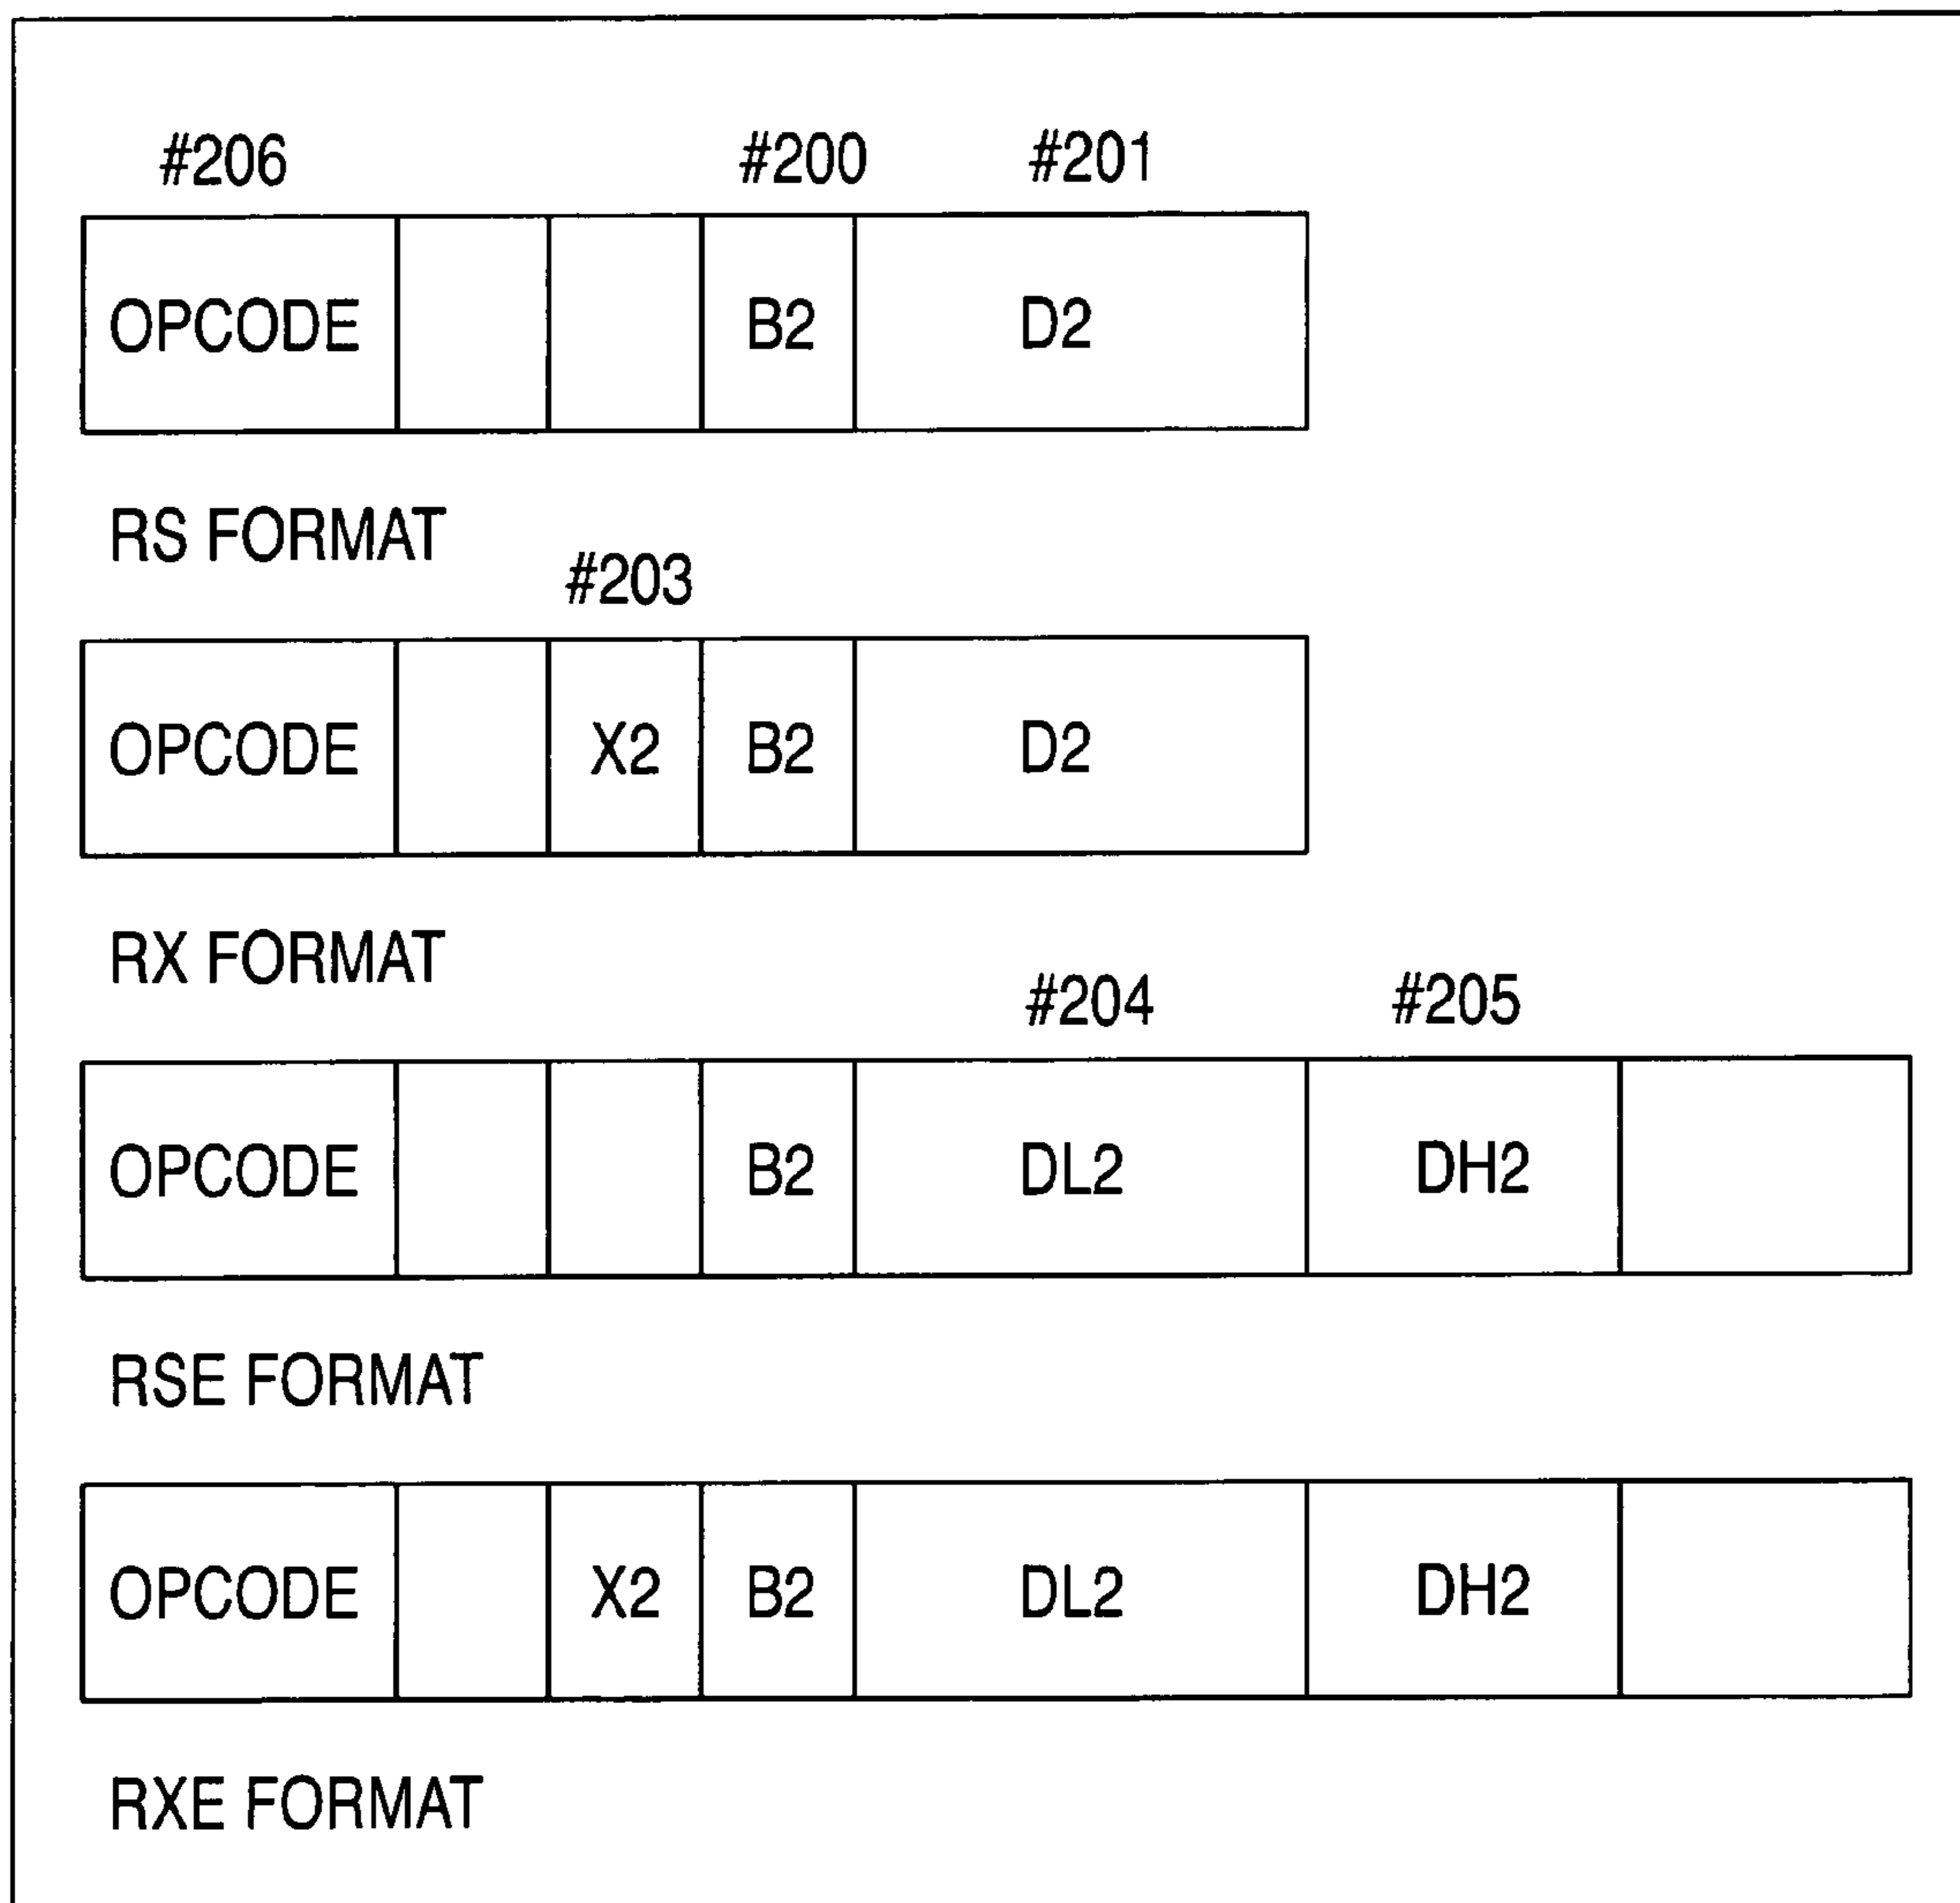 #206 #200 #201
OPCODE B2 D2
RS FORMAT
#203
OPCODE X2 B2 D2
RX FORMAT
#204 #205
OPCODE B2 DL2 DH2
RSE FORMAT
OPCODE X2 B2 DL2 DH2
RXE FORMAT